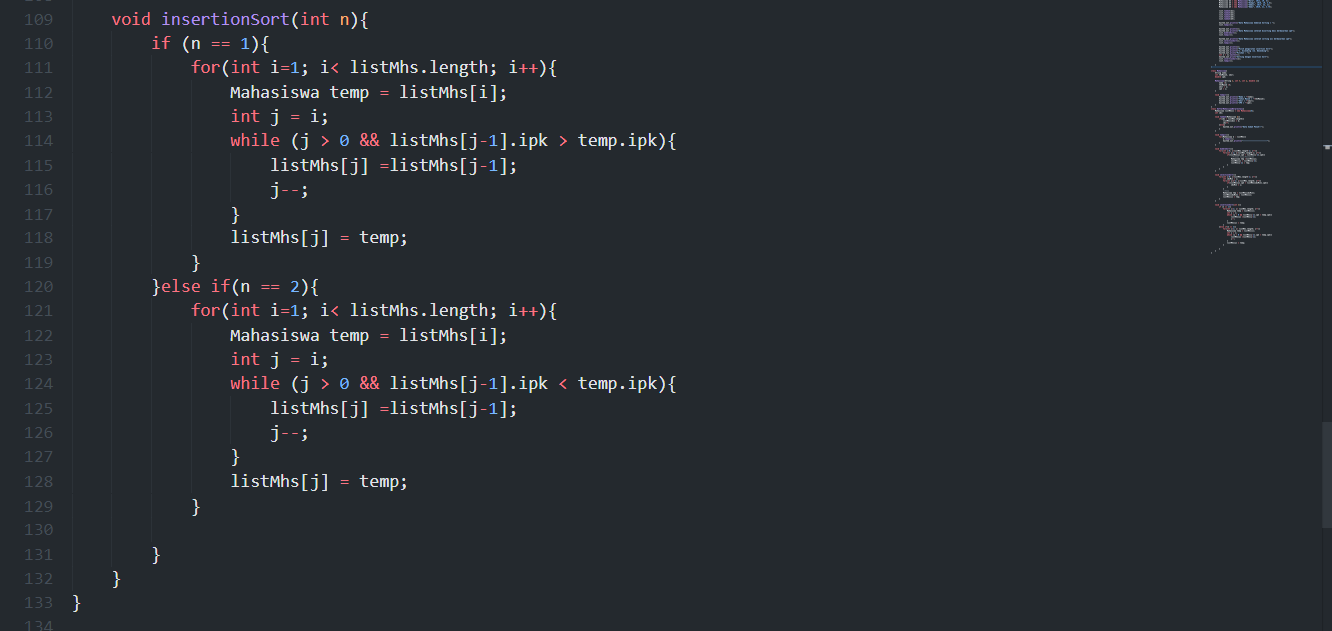 109 void insertionSort(int n){
110 if (n == 1){
111 for(int i=1; i< listMhs.length; i++){
112 Mahasiswa temp = listMhs[i];
113 int j = i;
114 while (j > 0 && listMhs[j-1].ipk > temp.ipk){
115 listMhs[j] =listMhs[j-1];
116 j--;
117 }
118 listMhs[j] = temp;
119 }
120 }else if(n == 2){
121 for(int i=1; i< listMhs.length; i++){
122 Mahasiswa temp = listMhs[i];
123 int j = i;
124 while (j > 0 && listMhs[j-1].ipk < temp.ipk){
125 listMhs[j] =listMhs[j-1];
126 j--;
127 }
128 listMhs[j] = temp;
129 }
130
131 }
132 }
133 }
134